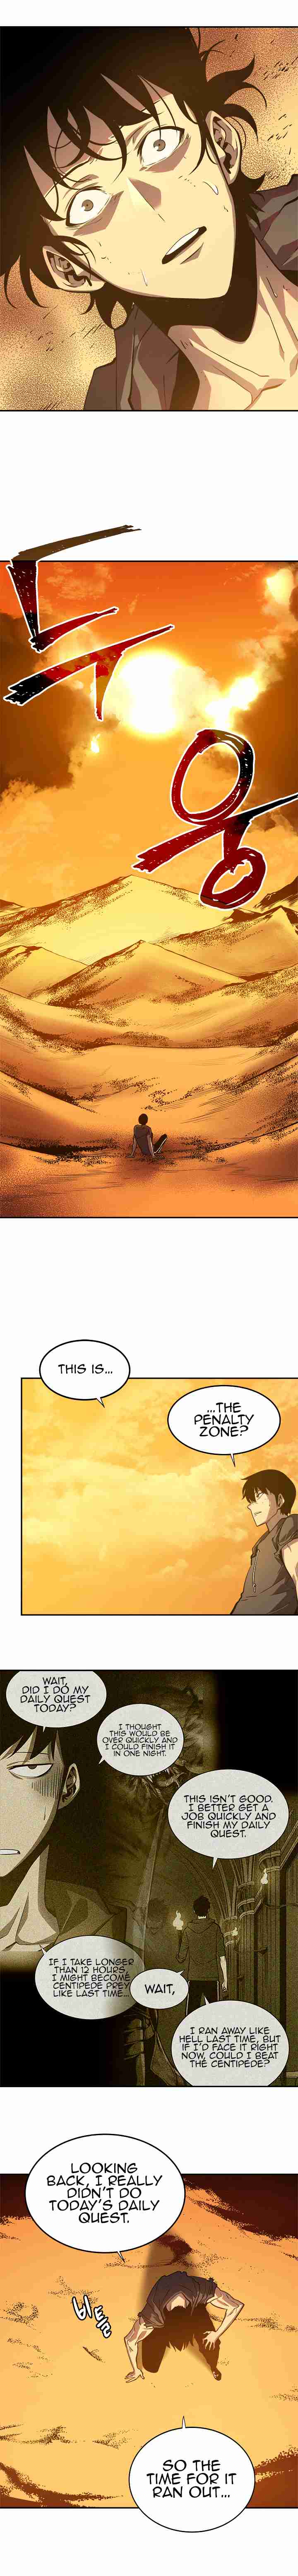 두
둥
THIS IS...
...THE
PENALTY
ZONE?
WAIT,
DID I DO MY
DAILY QUEST
TODAY?
I THOUGHT
THIS WOULD BE
OVER QUICKLY AND
I COULD FINISH IT
IN ONE NIGHT.
THIS ISN'T GOOD.
I BETTER GET A
JOB QUICKLY AND
FINISH MY DAILY
QUEST.
IF I TAKE LONGER
THAN 12 HOURS,
I MIGHT BECOME
CENTIPEDE PREY
LIKE LAST TIME...
WAIT,
I RAN AWAY LIKE
HELL LAST TIME, BUT
IF I'D FACE IT RIGHT
NOW, COULD I BEAT
THE CENTIPEDE?
LOOKING
BACK, I REALLY
DIDN'T DO
TODAY'S DAILY
QUEST.
SO THE
TIME FOR IT
RAN OUT...